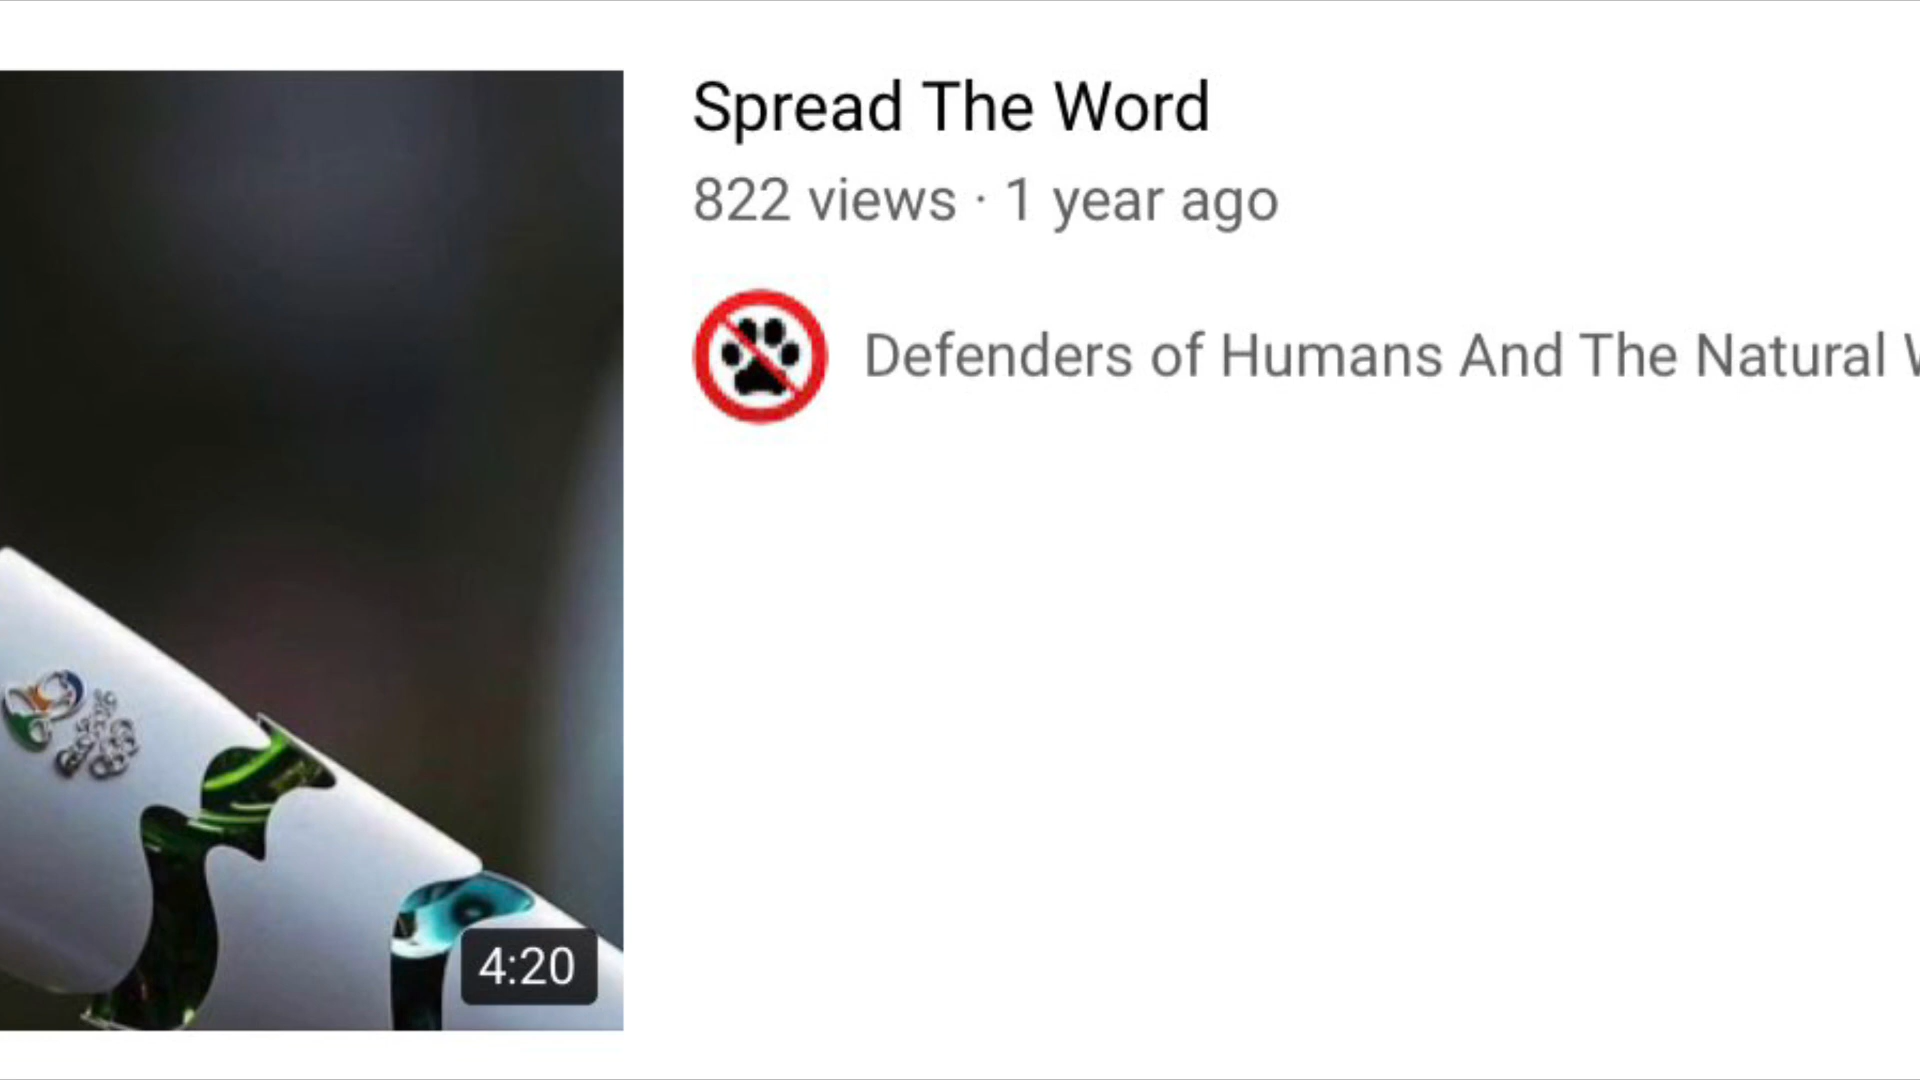 Spread The Word
822 views · 1 year ago
Defenders of Humans And The Natural
4:20